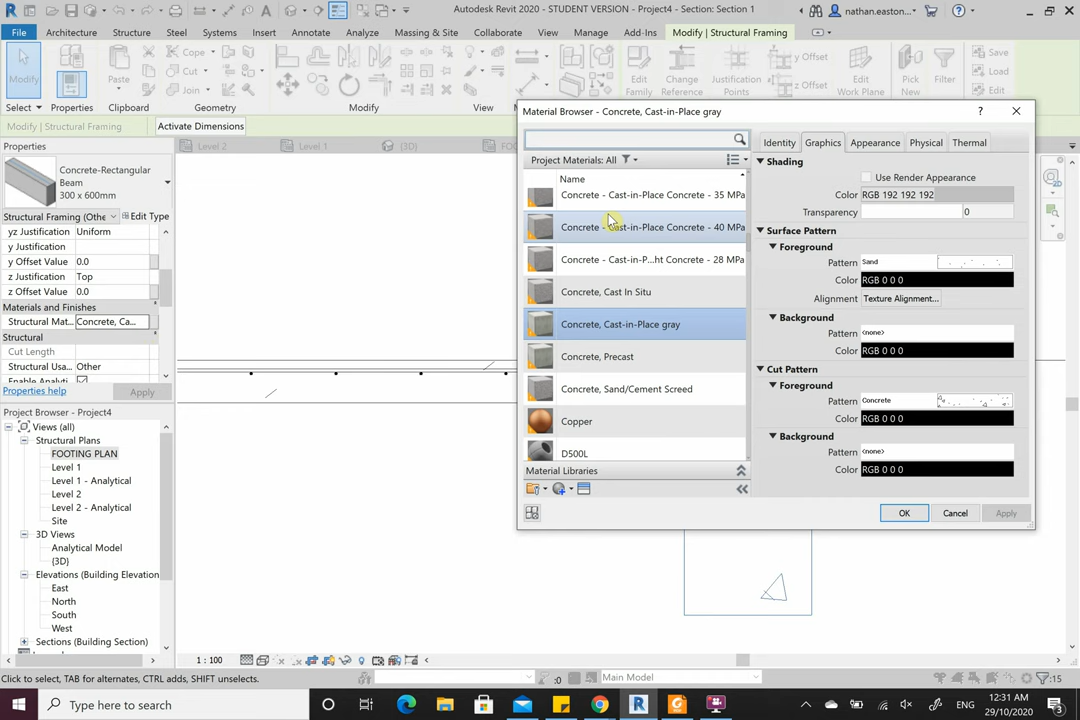 Autodesk Revit 2020 - STUDENT VERSION - Project4 - Section: Section 1
nathan.easton...
File Architecture Structure Steel Systems Insert Annotate Analyze Massing & Site Collaborate View Manage Add-Ins Modify | Structural Framing
Modify
Paste
Cope
Cut
Join
Edit Family
Change Reference
Justification Points
y Offset
z Offset
Edit Work Plane
Pick New
Filter
Save
Load
Edit
Select Properties Clipboard Geometry Modify View
Modify | Structural Framing Activate Dimensions
Properties
Concrete-Rectangular Beam
300 x 600mm
Structural Framing (Othe Edit Type
yz Justification Uniform
y Justification
Y Offset Value 0.0
z Justification Top
z Offset Value 0.0
Materials and Finishes
Structural Mat... Concrete, Ca...
Structural
Cut Length
Structural Usa... Other
Enable Analyti
Properties help Apply
Project Browser - Project4
Views (all)
Structural Plans
FOOTING PLAN
Level 1
Level 1 - Analytical
Level 2
Level 2 - Analytical
Site
3D Views
Analytical Model
{3D}
Elevations (Building Elevation
East
North
South
West
Sections (Building Section)
Level 2
Level 1
(3D)
Material Browser - Concrete, Cast-in-Place gray
?
Project Materials: All
Name
Concrete - Cast-in-Place Concrete - 35 MPa
Concrete - Cast-in-Place Concrete - 40 MPa
Concrete - Cast-in-P...ht Concrete - 28 MPa
Concrete, Cast In Situ
Concrete, Cast-in-Place gray
Concrete, Precast
Concrete, Sand/Cement Screed
Copper
D500L
Material Libraries
Identity Graphics Appearance Physical Thermal
Shading
Use Render Appearance
Color RGB 192 192 192
Transparency 0
Surface Pattern
Foreground
Pattern Sand
Color RGB 0 0 0
Alignment Texture Alignment...
Background
Pattern <none>
Color RGB 0 0 0
Cut Pattern
Foreground
Pattern Concrete
Color RGB 0 0 0
Background
Pattern <none>
Color RGB 0 0 0
OK Cancel Apply
1 : 100
Click to select, TAB for alternates, CTRL adds, SHIFT unselects.
:0
Main Model
:15
Type here to search
ENG
12:31 AM
29/10/2020